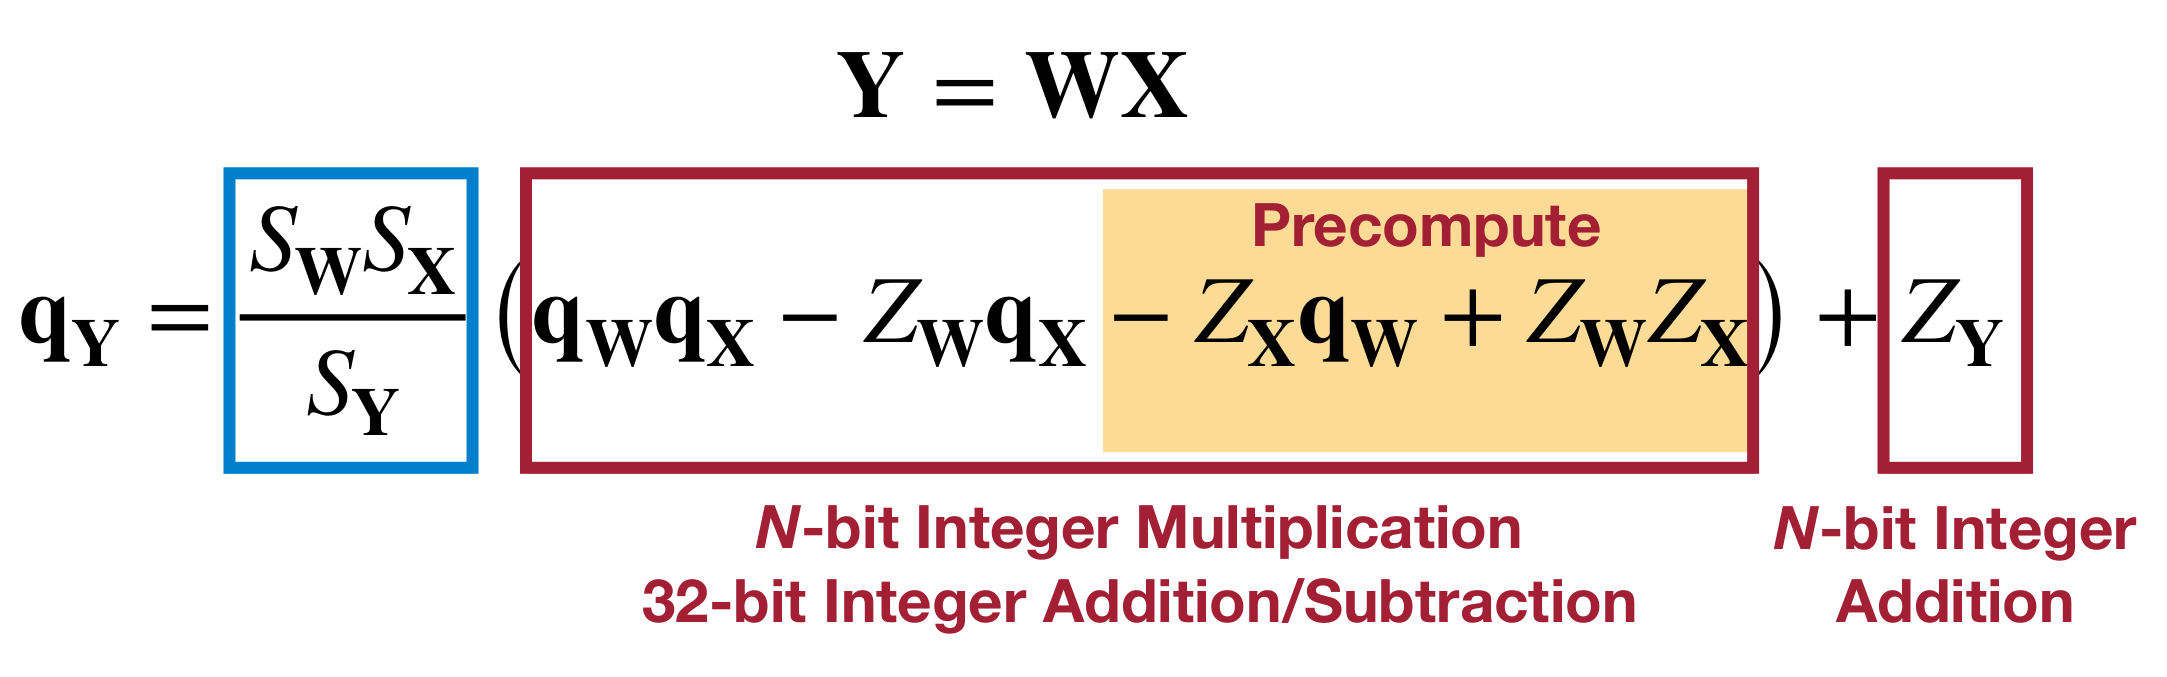 Y = WX
Precompute
q_Y = \frac{S_W S_X}{S_Y} (q_W q_X − Z_W q_X − Z_X q_W + Z_W Z_X) + Z_Y
N-bit Integer Multiplication
32-bit Integer Addition/Subtraction
N-bit Integer
Addition